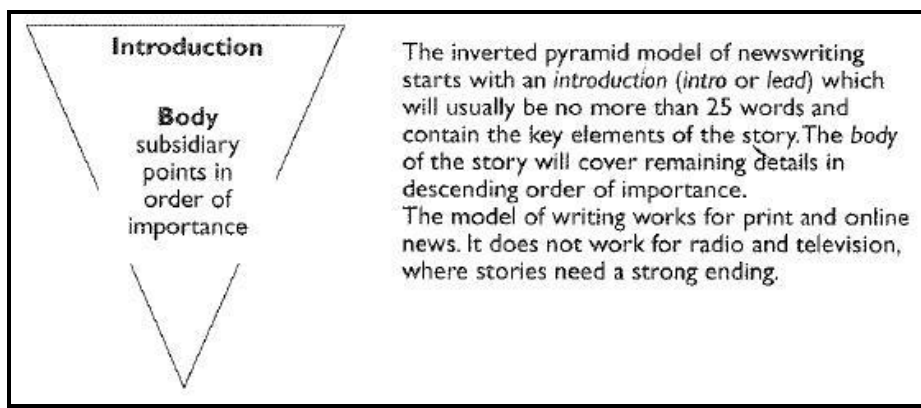 Introduction
Body
subsidiary
points in
order of
importance
The inverted pyramid model of newswriting
starts with an introduction (intro or lead) which
will usually be no more than 25 words and
contain the key elements of the story. The body
of the story will cover remaining details in
descending order of importance.
The model of writing works for print and online
news. It does not work for radio and television,
where stories need a strong ending.